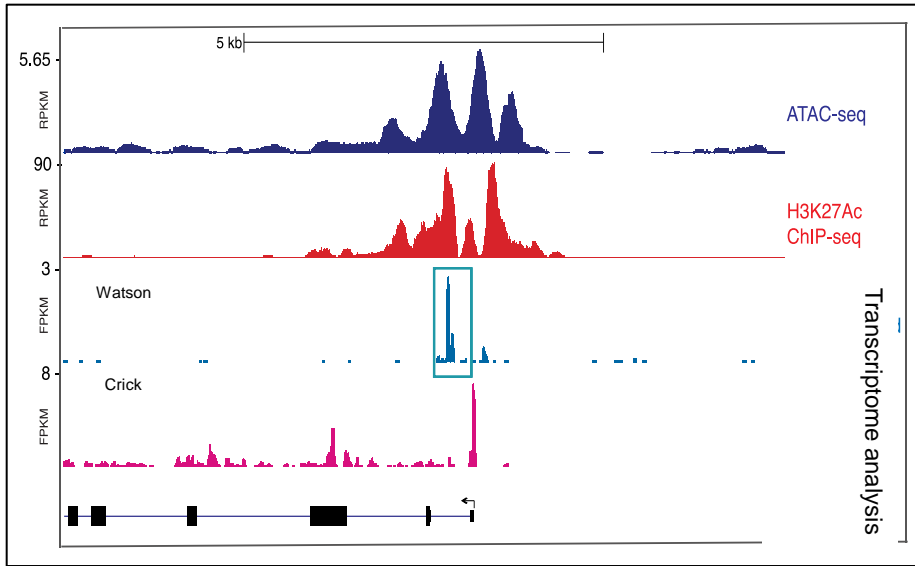 5 kb
5.65
RPKM
ATAC-seq
90
RPKM
H3K27Ac
ChIP-seq
3
FPKM
Watson
8
FPKM
Crick
Transcriptome analysis